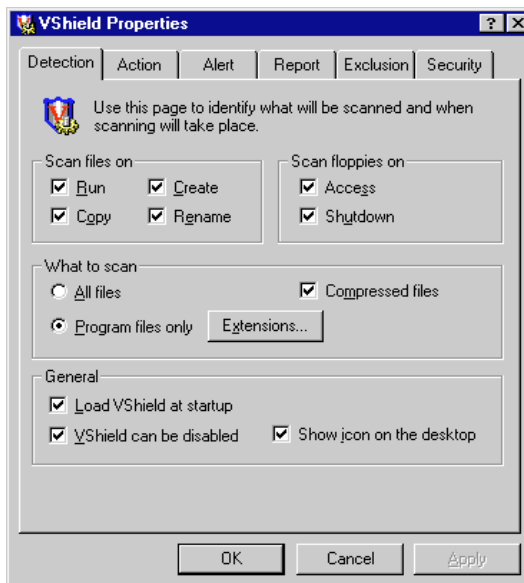 VShield Properties
Detection Action Alert Report Exclusion Security
Use this page to identify what will be scanned and when
scanning will take place.
Scan files on
Run Create
Copy Rename
Scan floppies on
Access
Shutdown
What to scan
All files Compressed files
Program files only Extensions...
General
Load VShield at startup
VShield can be disabled Show icon on the desktop
OK Cancel Apply